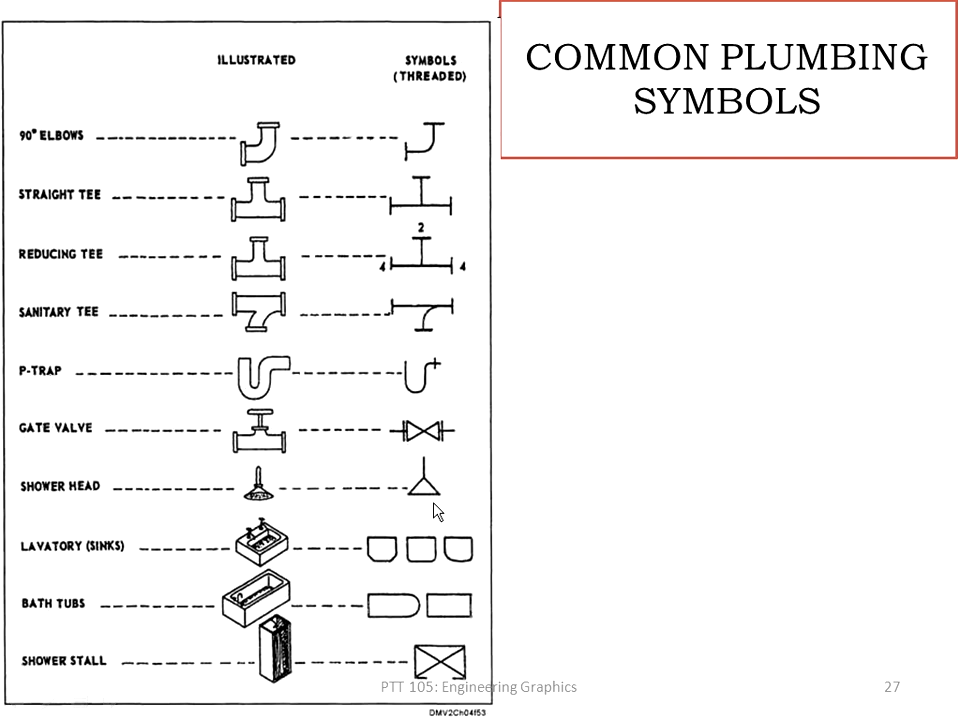 COMMON PLUMBING
SYMBOLS
ILLUSTRATED
SYMBOLS
(THREADED)
90° ELBOWS
STRAIGHT TEE
2
REDUCING TEE
4 4
SANITARY TEE
P-TRAP
GATE VALVE
SHOWER HEAD
LAVATORY (SINKS)
BATH TUBS
SHOWER STALL
PTT 105: Engineering Graphics
27
DMV2Ch04f53